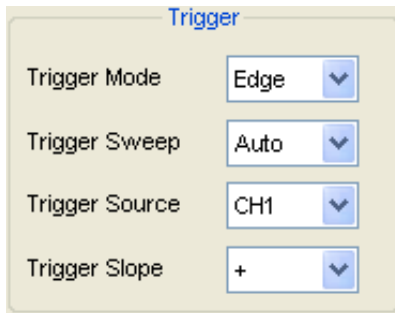 Trigger
Trigger Mode Edge
Trigger Sweep Auto
Trigger Source CH1
Trigger Slope +